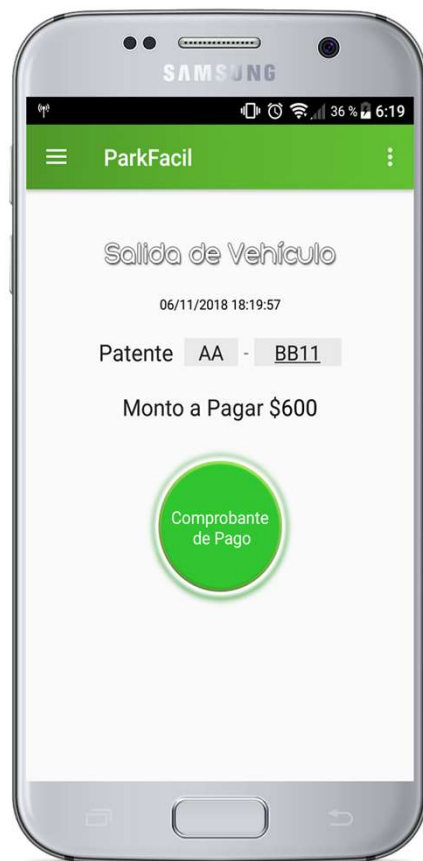 SAMSUNG
36 % 6:19
ParkFacil
Salida de Vehículo
06/11/2018 18:19:57
Patente AA - BB11
Monto a Pagar $600
Comprobante
de Pago